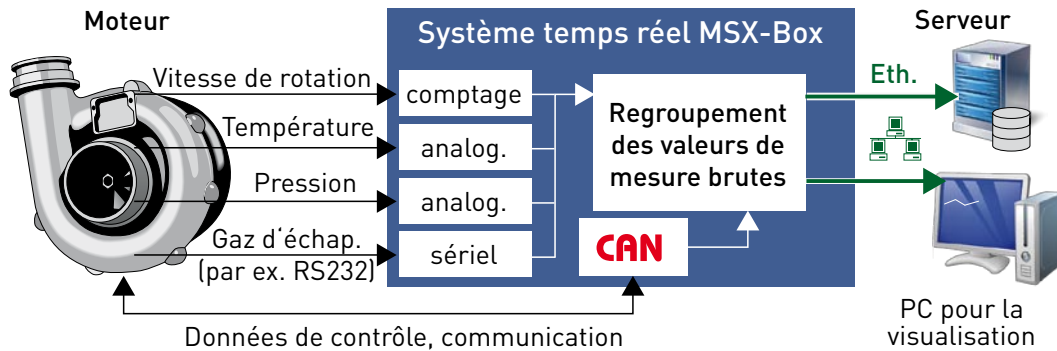 Moteur
Système temps réel MSX-Box
Serveur
Vitesse de rotation
comptage
Eth.
Température
analog.
Regroupement
des valeurs de
mesure brutes
Pression
analog.
Gaz d‘échap.
(par ex. RS232)
sériel
CAN
Données de contrôle, communication
PC pour la
visualisation